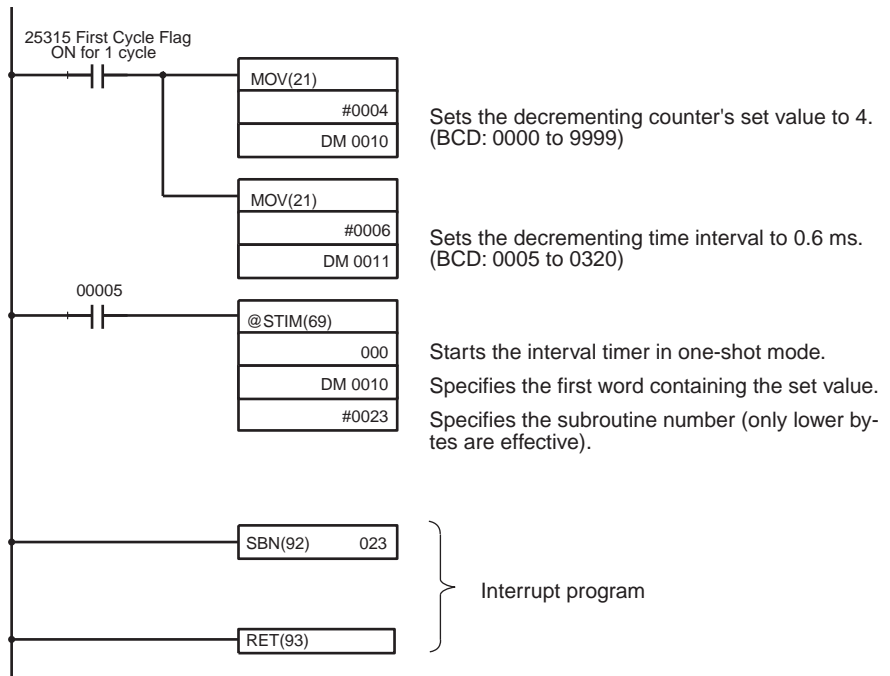 25315 First Cycle Flag
ON for 1 cycle
MOV(21)
#0004
DM 0010
Sets the decrementing counter's set value to 4.
(BCD: 0000 to 9999)
MOV(21)
#0006
DM 0011
Sets the decrementing time interval to 0.6 ms.
(BCD: 0005 to 0320)
00005
@STIM(69)
000
Starts the interval timer in one-shot mode.
DM 0010
Specifies the first word containing the set value.
#0023
Specifies the subroutine number (only lower by-
tes are effective).
SBN(92) 023
Interrupt program
RET(93)